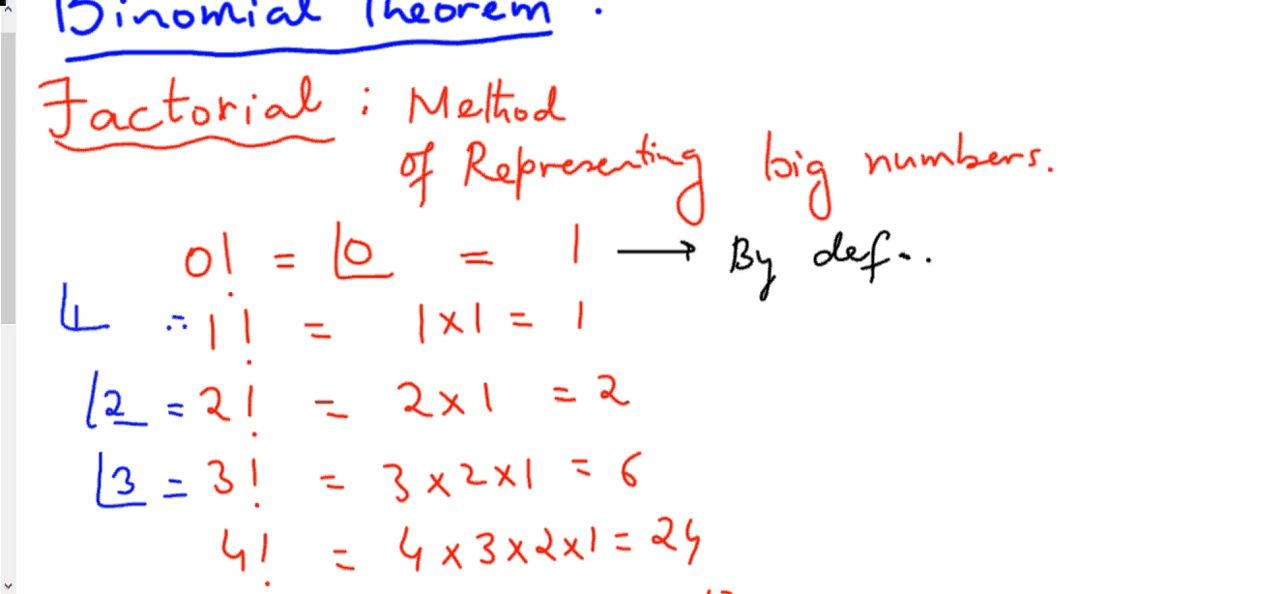 Binomial Theorem .
Factorial : Method
of Representing big numbers.
0! = |0 = 1 → By def..
|1 = 1! = 1×1 = 1
|2 = 2! = 2×1 = 2
|3 = 3! = 3×2×1 = 6
4! = 4×3×2×1 = 24